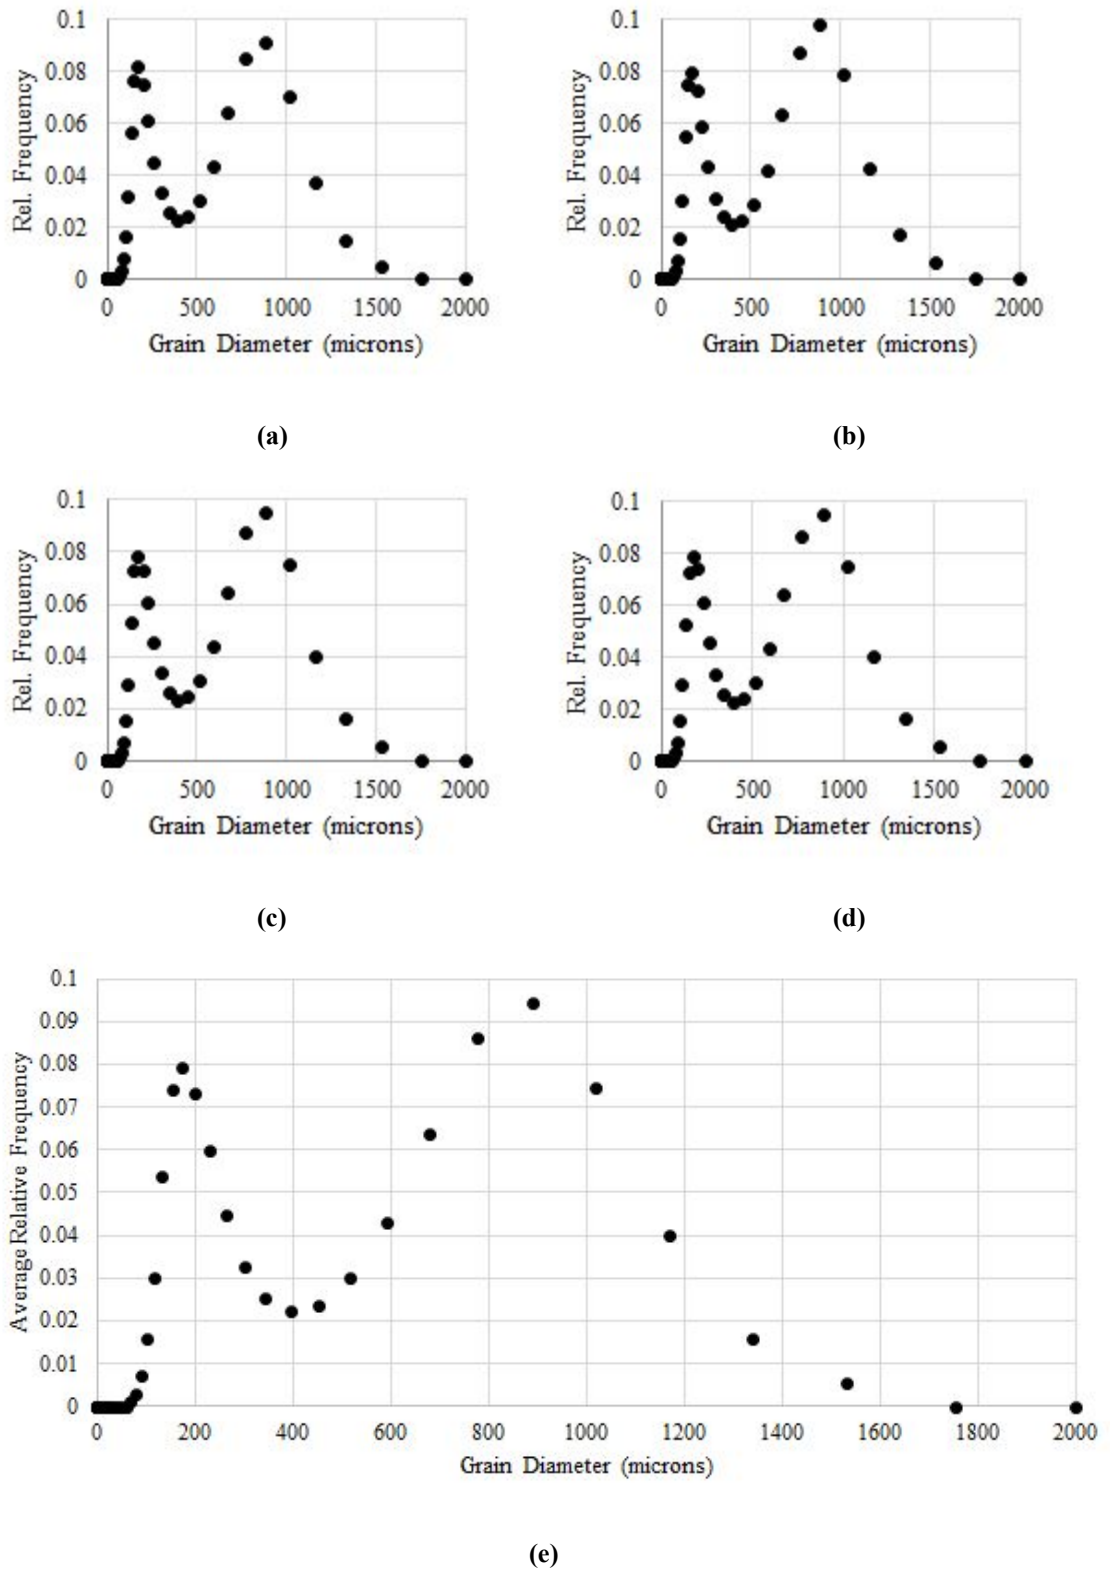 0.1
0.08
0.06
0.04
0.02
0
Rel. Frequency
0 500 1000 1500 2000
Grain Diameter (microns)
(a)
0.1
0.08
0.06
0.04
0.02
0
Rel. Frequency
0 500 1000 1500 2000
Grain Diameter (microns)
(b)
0.1
0.08
0.06
0.04
0.02
0
Rel. Frequency
0 500 1000 1500 2000
Grain Diameter (microns)
(c)
0.1
0.08
0.06
0.04
0.02
0
Rel. Frequency
0 500 1000 1500 2000
Grain Diameter (microns)
(d)
0.1
0.09
0.08
0.07
0.06
0.05
0.04
0.03
0.02
0.01
0
Average Relative Frequency
0 200 400 600 800 1000 1200 1400 1600 1800 2000
Grain Diameter (microns)
(e)